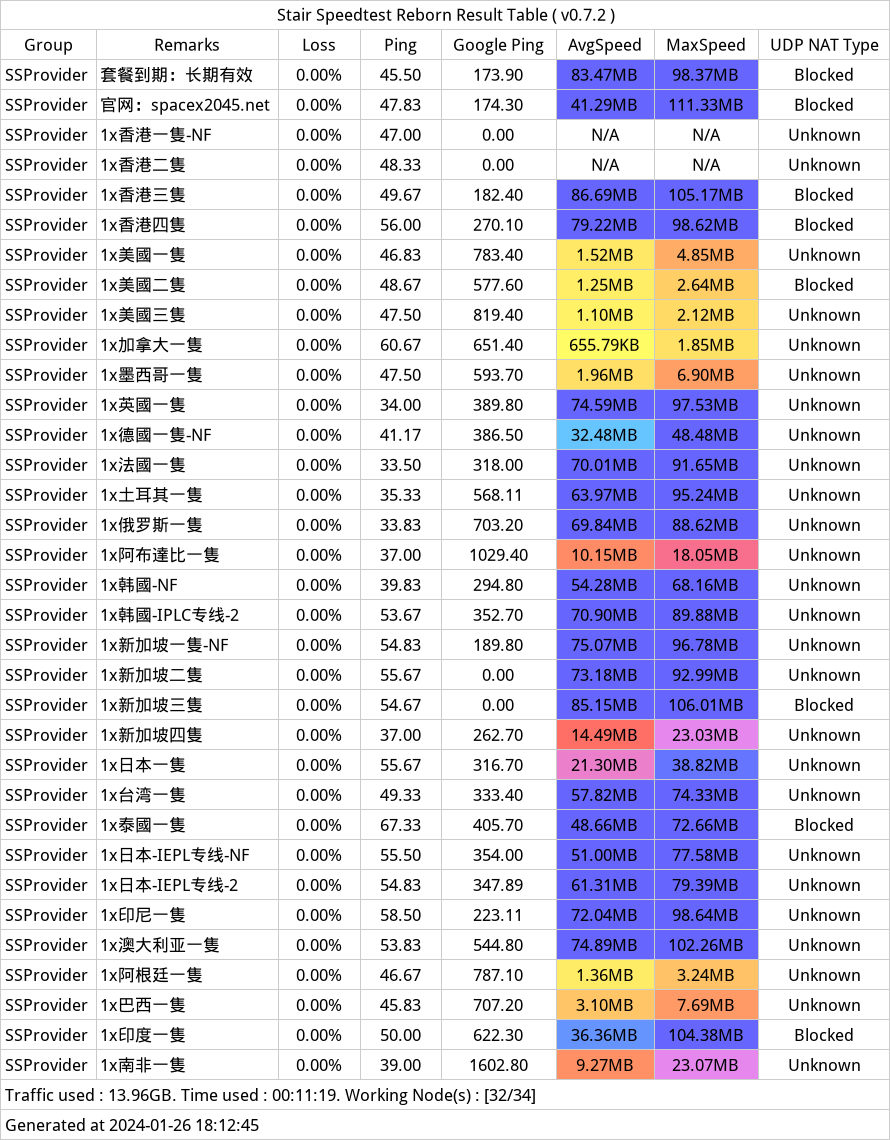 Stair Speedtest Reborn Result Table ( v0.7.2 )
Group Remarks Loss Ping Google Ping AvgSpeed MaxSpeed UDP NAT Type
SSProvider 套餐到期：长期有效 0.00% 45.50 173.90 83.47MB 98.37MB Blocked
SSProvider 官网：spacex2045.net 0.00% 47.83 174.30 41.29MB 111.33MB Blocked
SSProvider 1x香港一隻-NF 0.00% 47.00 0.00 N/A N/A Unknown
SSProvider 1x香港二隻 0.00% 48.33 0.00 N/A N/A Unknown
SSProvider 1x香港三隻 0.00% 49.67 182.40 86.69MB 105.17MB Blocked
SSProvider 1x香港四隻 0.00% 56.00 270.10 79.22MB 98.62MB Blocked
SSProvider 1x美國一隻 0.00% 46.83 783.40 1.52MB 4.85MB Unknown
SSProvider 1x美國二隻 0.00% 48.67 577.60 1.25MB 2.64MB Blocked
SSProvider 1x美國三隻 0.00% 47.50 819.40 1.10MB 2.12MB Unknown
SSProvider 1x加拿大一隻 0.00% 60.67 651.40 655.79KB 1.85MB Unknown
SSProvider 1x墨西哥一隻 0.00% 47.50 593.70 1.96MB 6.90MB Unknown
SSProvider 1x英國一隻 0.00% 34.00 389.80 74.59MB 97.53MB Unknown
SSProvider 1x德國一隻-NF 0.00% 41.17 386.50 32.48MB 48.48MB Unknown
SSProvider 1x法國一隻 0.00% 33.50 318.00 70.01MB 91.65MB Unknown
SSProvider 1x土耳其一隻 0.00% 35.33 568.11 63.97MB 95.24MB Unknown
SSProvider 1x俄罗斯一隻 0.00% 33.83 703.20 69.84MB 88.62MB Unknown
SSProvider 1x阿布達比一隻 0.00% 37.00 1029.40 10.15MB 18.05MB Unknown
SSProvider 1x韩國-NF 0.00% 39.83 294.80 54.28MB 68.16MB Unknown
SSProvider 1x韩國-IPLC专线-2 0.00% 53.67 352.70 70.90MB 89.88MB Unknown
SSProvider 1x新加坡一隻-NF 0.00% 54.83 189.80 75.07MB 96.78MB Unknown
SSProvider 1x新加坡二隻 0.00% 55.67 0.00 73.18MB 92.99MB Unknown
SSProvider 1x新加坡三隻 0.00% 54.67 0.00 85.15MB 106.01MB Blocked
SSProvider 1x新加坡四隻 0.00% 37.00 262.70 14.49MB 23.03MB Unknown
SSProvider 1x日本一隻 0.00% 55.67 316.70 21.30MB 38.82MB Unknown
SSProvider 1x台湾一隻 0.00% 49.33 333.40 57.82MB 74.33MB Unknown
SSProvider 1x泰國一隻 0.00% 67.33 405.70 48.66MB 72.66MB Blocked
SSProvider 1x日本-IEPL专线-NF 0.00% 55.50 354.00 51.00MB 77.58MB Unknown
SSProvider 1x日本-IEPL专线-2 0.00% 54.83 347.89 61.31MB 79.39MB Unknown
SSProvider 1x印尼一隻 0.00% 58.50 223.11 72.04MB 98.64MB Unknown
SSProvider 1x澳大利亚一隻 0.00% 53.83 544.80 74.89MB 102.26MB Unknown
SSProvider 1x阿根廷一隻 0.00% 46.67 787.10 1.36MB 3.24MB Unknown
SSProvider 1x巴西一隻 0.00% 45.83 707.20 3.10MB 7.69MB Unknown
SSProvider 1x印度一隻 0.00% 50.00 622.30 36.36MB 104.38MB Blocked
SSProvider 1x南非一隻 0.00% 39.00 1602.80 9.27MB 23.07MB Unknown
Traffic used : 13.96GB. Time used : 00:11:19. Working Node(s) : [32/34]
Generated at 2024-01-26 18:12:45